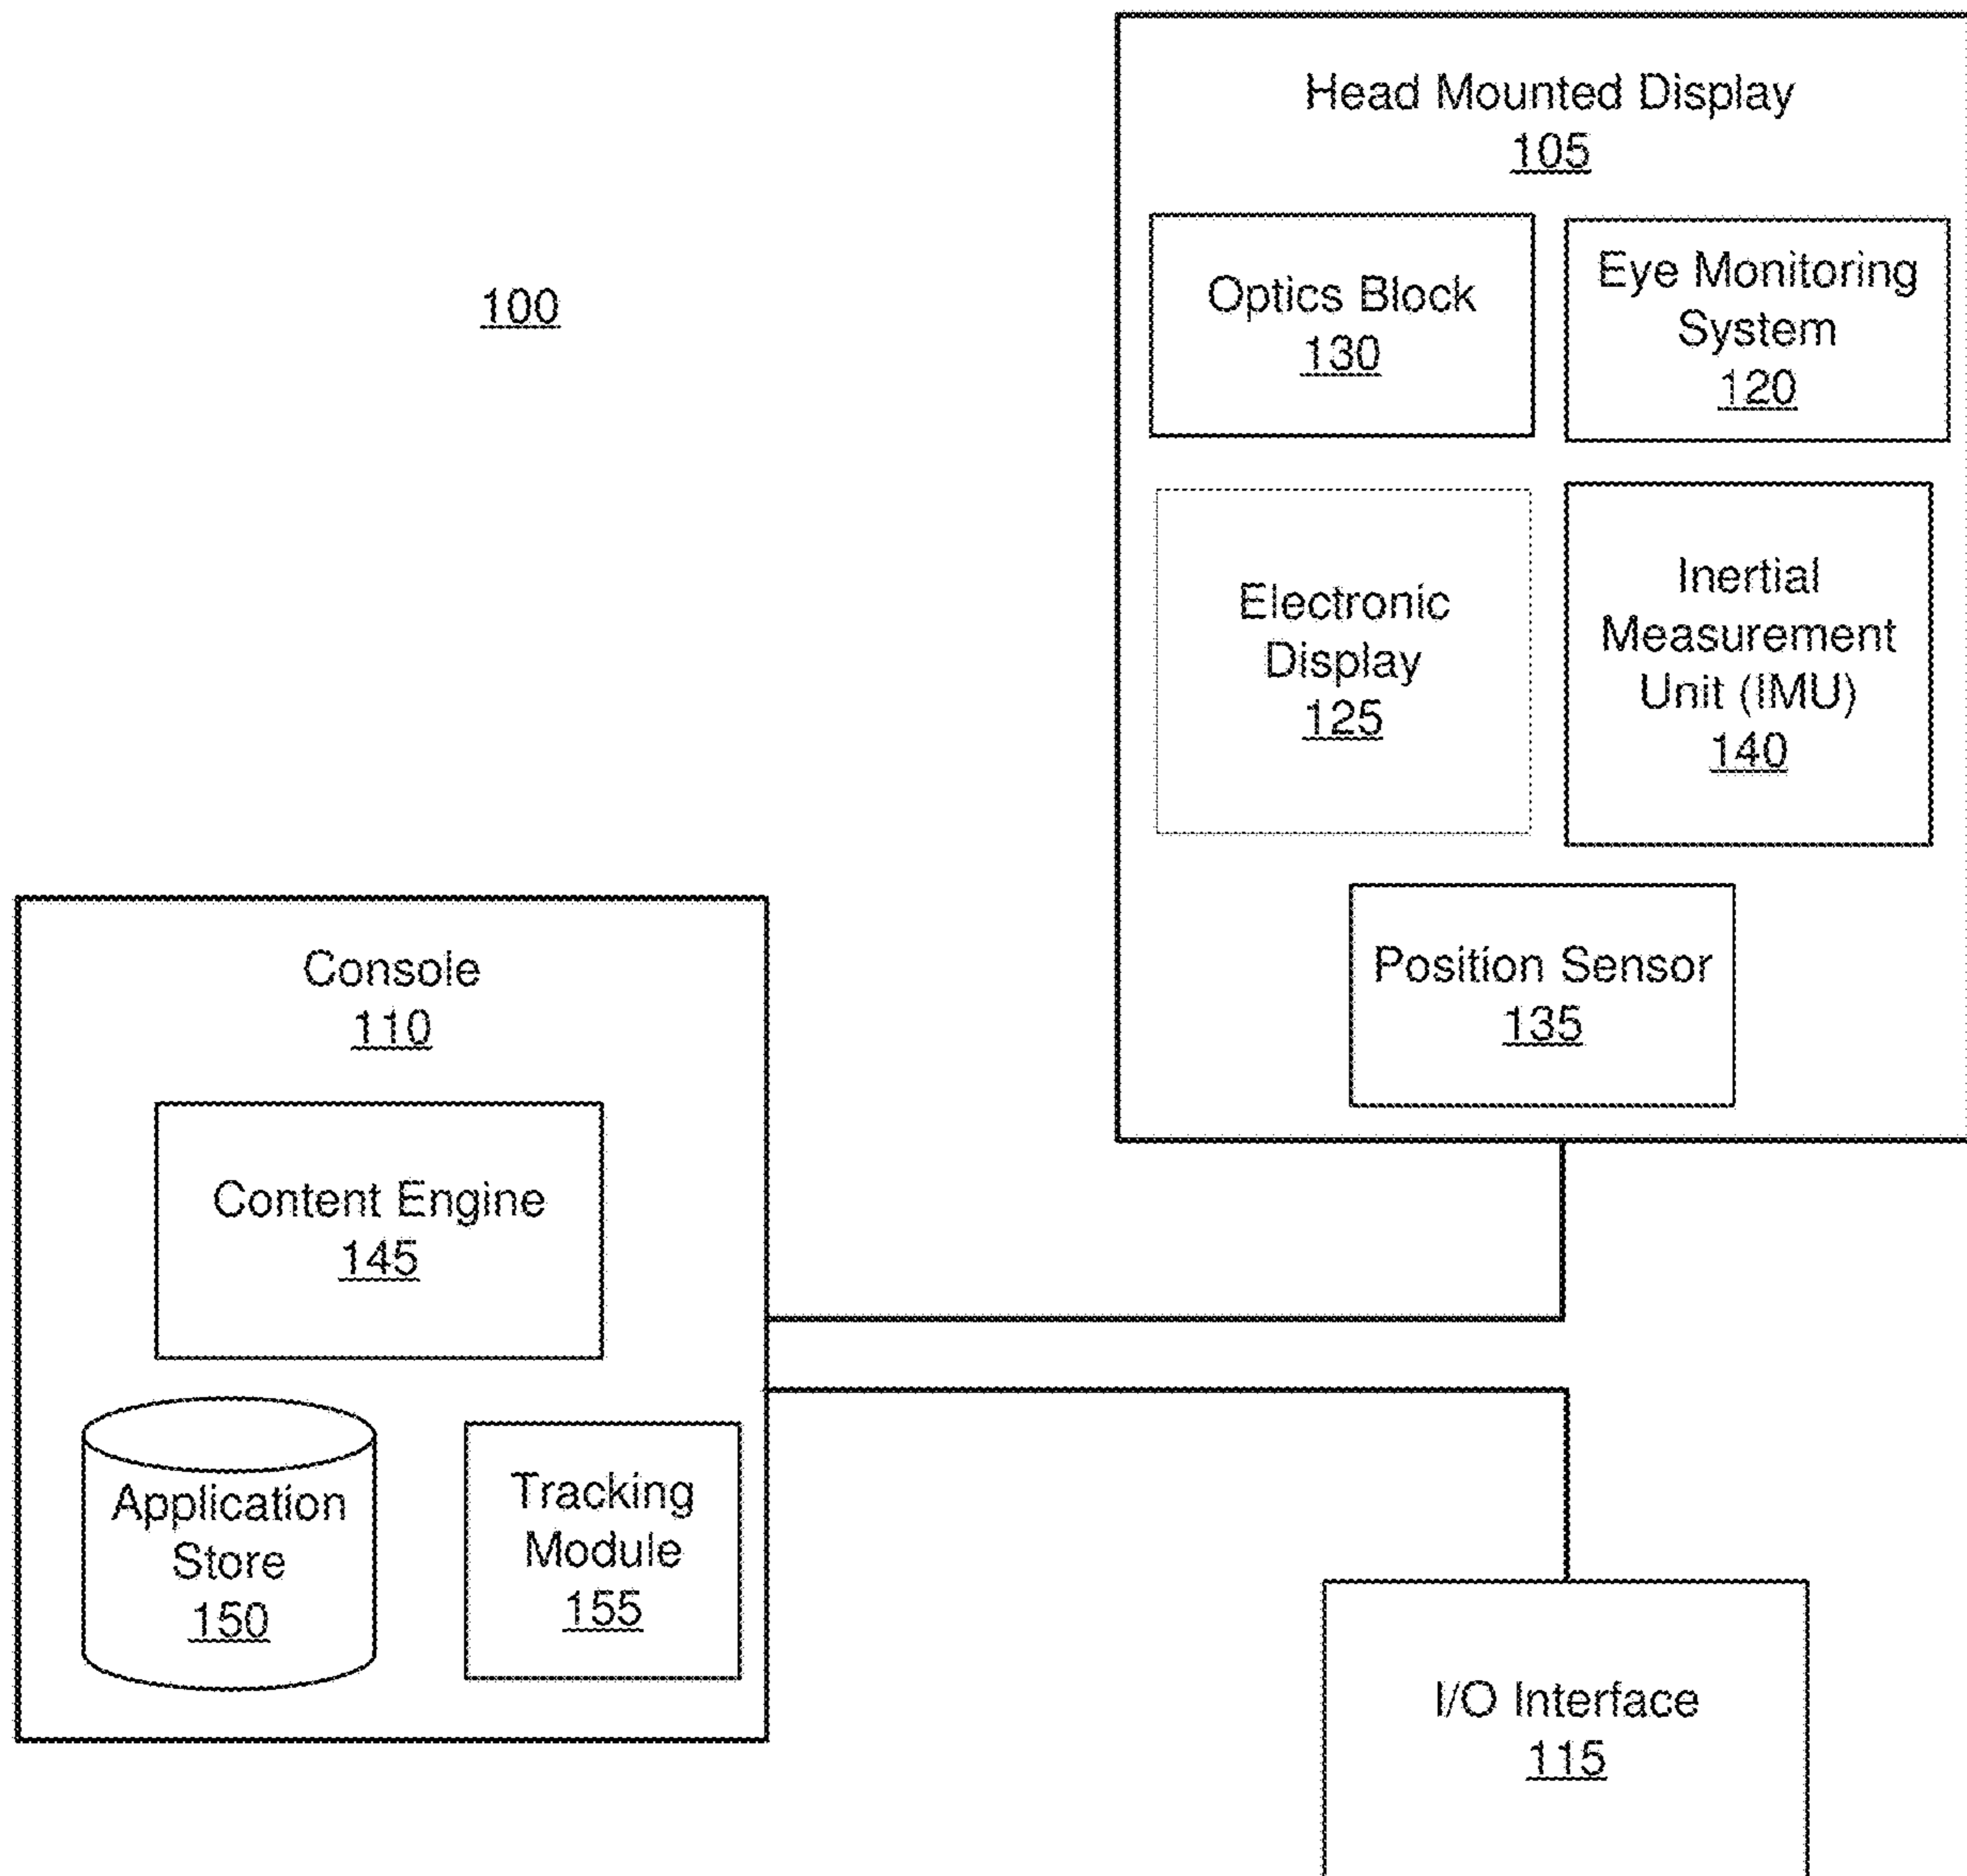 100
Head Mounted Display
105
Optics Block
130
Eye Monitoring
System
120
Electronic
Display
125
Inertial
Measurement
Unit (IMU)
140
Position Sensor
135
Console
110
Content Engine
145
Application
Store
150
Tracking
Module
155
I/O Interface
115